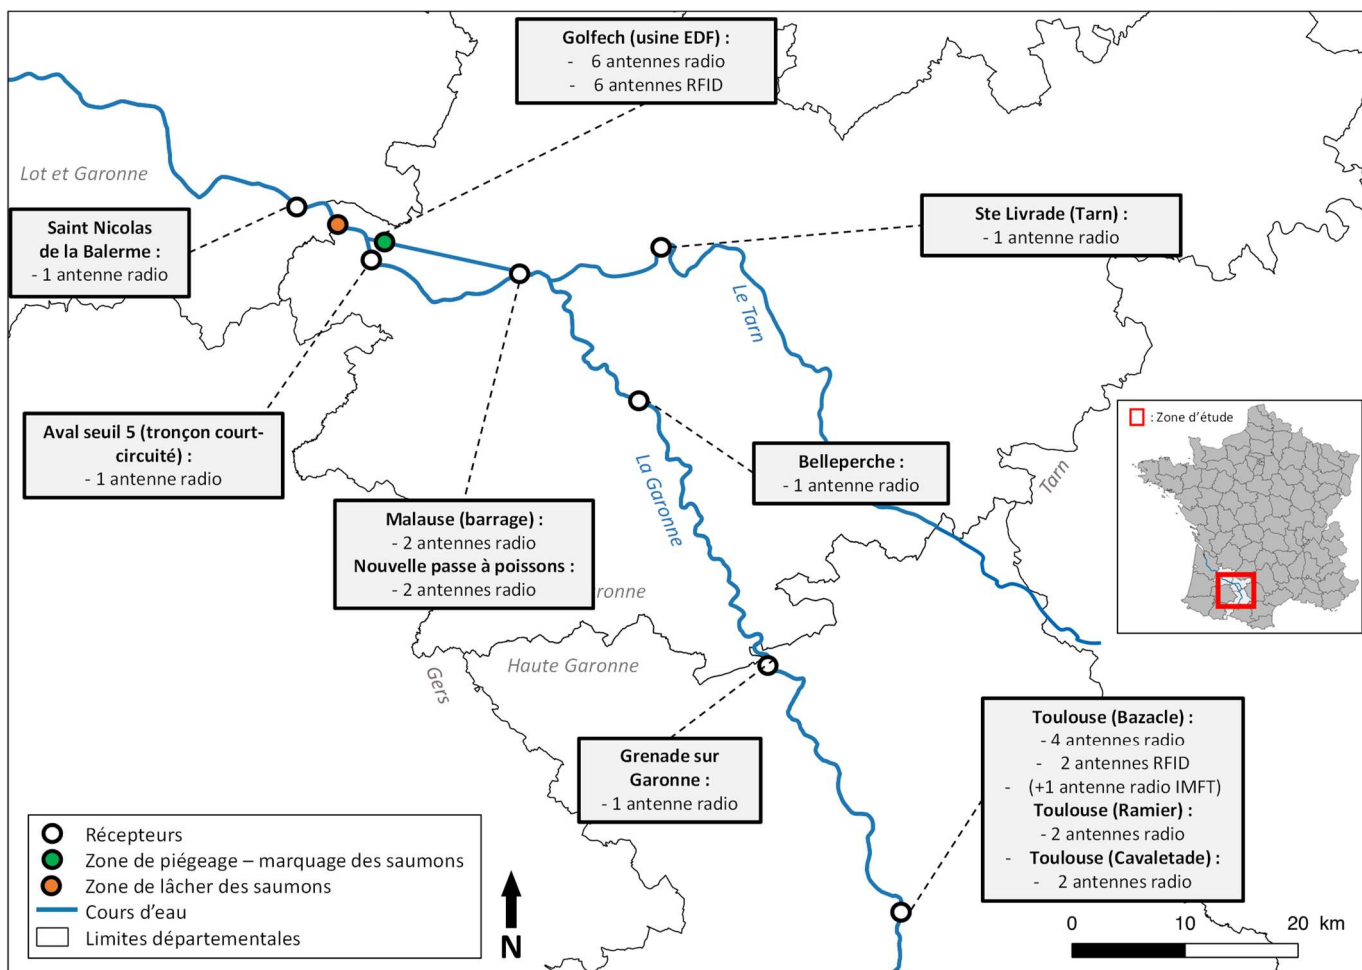 Golfech (usine EDF) :
- 6 antennes radio
- 6 antennes RFID
Lot et Garonne
Saint Nicolas
de la Balerme :
- 1 antenne radio
Ste Livrade (Tarn) :
- 1 antenne radio
Le Tarn
Aval seuil 5 (tronçon court-
circuité) :
- 1 antenne radio
: Zone d'étude
Belleperche :
- 1 antenne radio
La Garonne
Tarn
Malause (barrage) :
- 2 antennes radio
Nouvelle passe à poissons :
- 2 antennes radio
Haute Garonne
Gers
Grenade sur
Garonne :
- 1 antenne radio
Toulouse (Bazacle) :
- 4 antennes radio
- 2 antennes RFID
- (+1 antenne radio IMFT)
Toulouse (Ramier) :
- 2 antennes radio
- Toulouse (Cavaletade) :
- 2 antennes radio
Récepteurs
Zone de piégeage – marquage des saumons
Zone de lâcher des saumons
Cours d'eau
Limites départementales
N
0 10 20 km